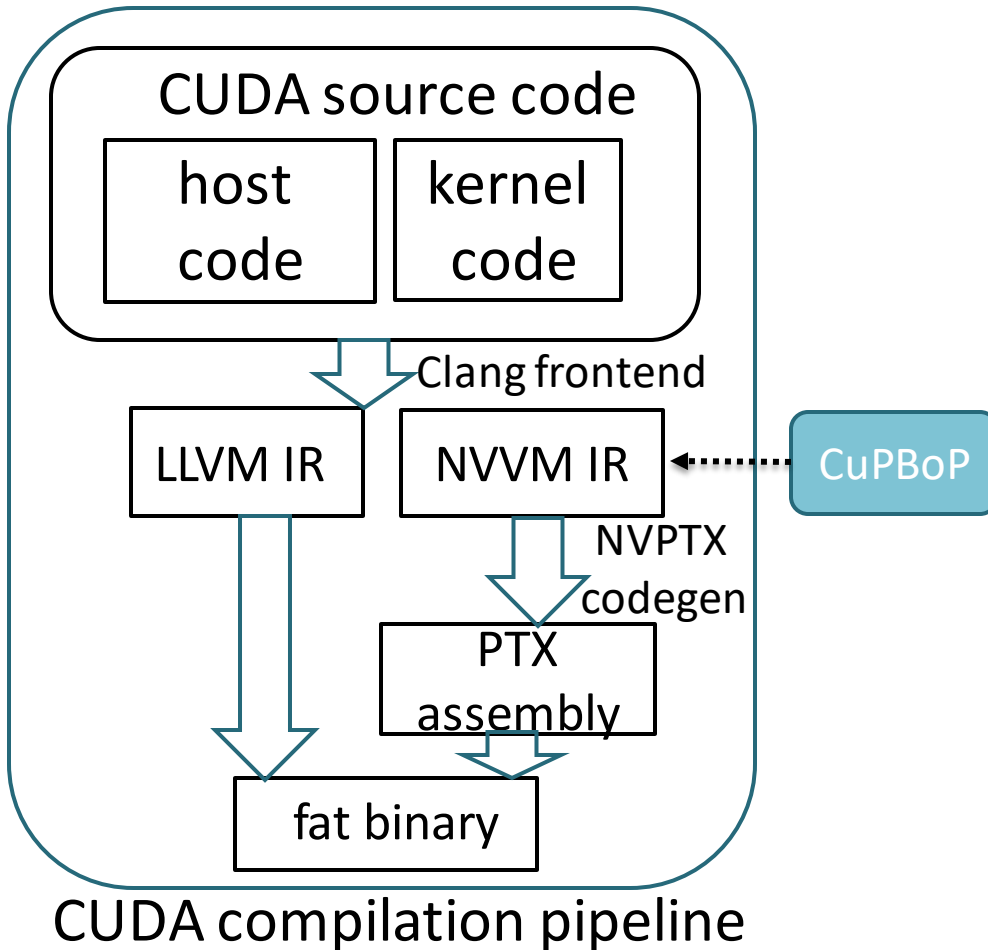 CUDA source code
host
code
kernel
code
Clang frontend
LLVM IR
NVVM IR
CuPBoP
NVPTX
codegen
PTX
assembly
fat binary
CUDA compilation pipeline